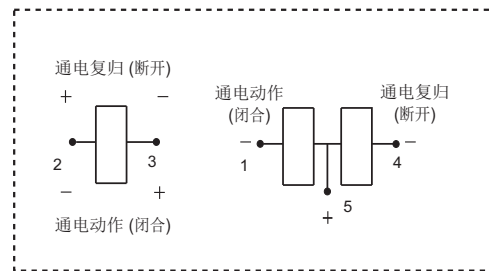 通电复归 (断开)
+ −
2 3
− +
通电动作 (闭合)
通电动作
(闭合)
通电复归
(断开)
− −
1 4
5
+